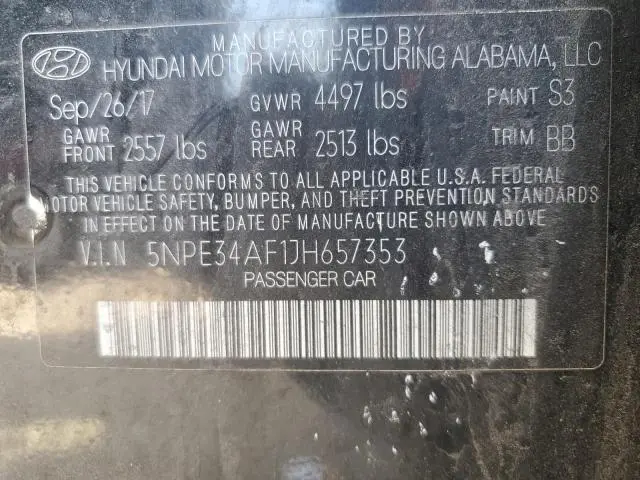 MANUFACTURED BY
HYUNDAI MOTOR MANUFACTURING ALABAMA, LLC
Sep/26/17 GVWR 4497 lbs PAINT S3
GAWR FRONT 2557 lbs GAWR REAR 2513 lbs TRIM BB
THIS VEHICLE CONFORMS TO ALL APPLICABLE U.S.A. FEDERAL
MOTOR VEHICLE SAFETY, BUMPER, AND THEFT PREVENTION STANDARDS
IN EFFECT ON THE DATE OF MANUFACTURE SHOWN ABOVE
V.I.N 5NPE34AF1JH657353
PASSENGER CAR